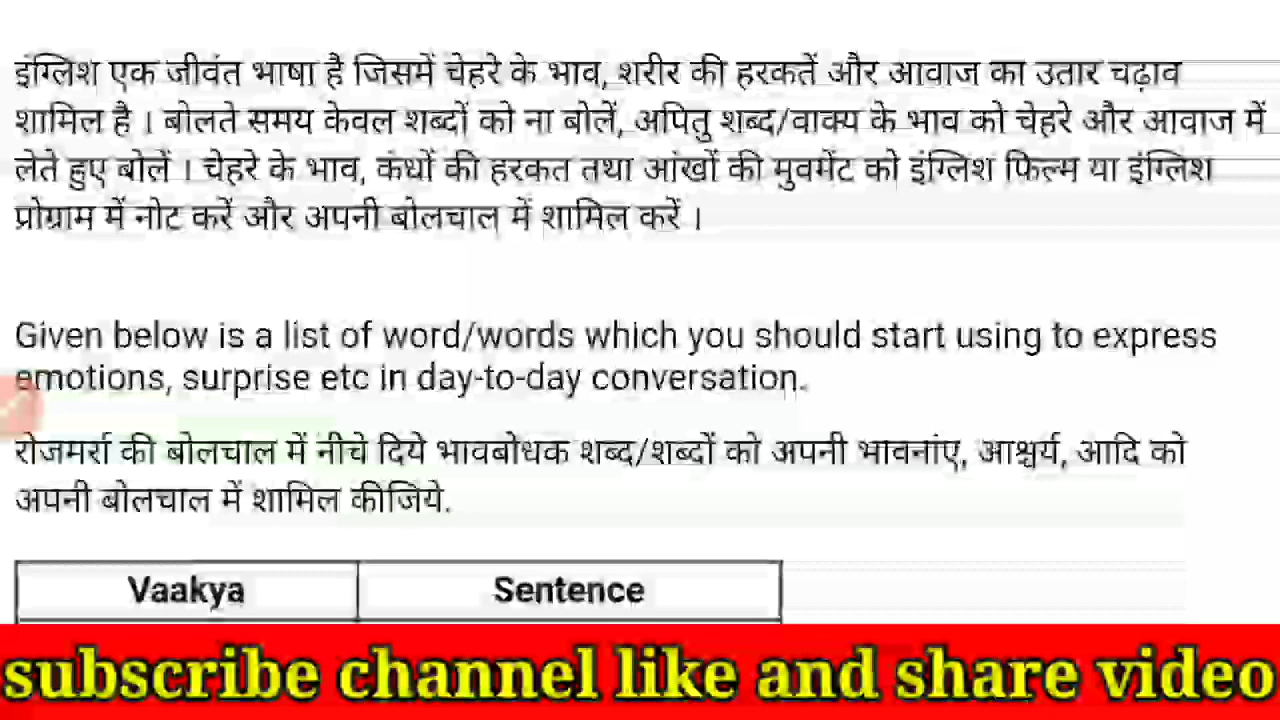 इंग्लिश एक जीवंत भाषा है जिसमें चेहरे के भाव, शरीर की हरकतें और आवाज का उतार चढ़ाव
शामिल है । बोलते समय केवल शब्दों को ना बोलें, अपितु शब्द/वाक्य के भाव को चेहरे और आवाज में
लेते हुए बोलें । चेहरे के भाव, कंधों की हरकत तथा आंखों की मुवमेंट को इंग्लिश फिल्म या इंग्लिश
प्रोग्राम में नोट करें और अपनी बोलचाल में शामिल करें ।
Given below is a list of word/words which you should start using to express
emotions, surprise etc in day-to-day conversation.
रोजमर्रा की बोलचाल में नीचे दिये भावबोधक शब्द/शब्दों को अपनी भावनांए, आश्चर्य, आदि को
अपनी बोलचाल में शामिल कीजिये.
Vaakya Sentence
subscribe channel like and share video